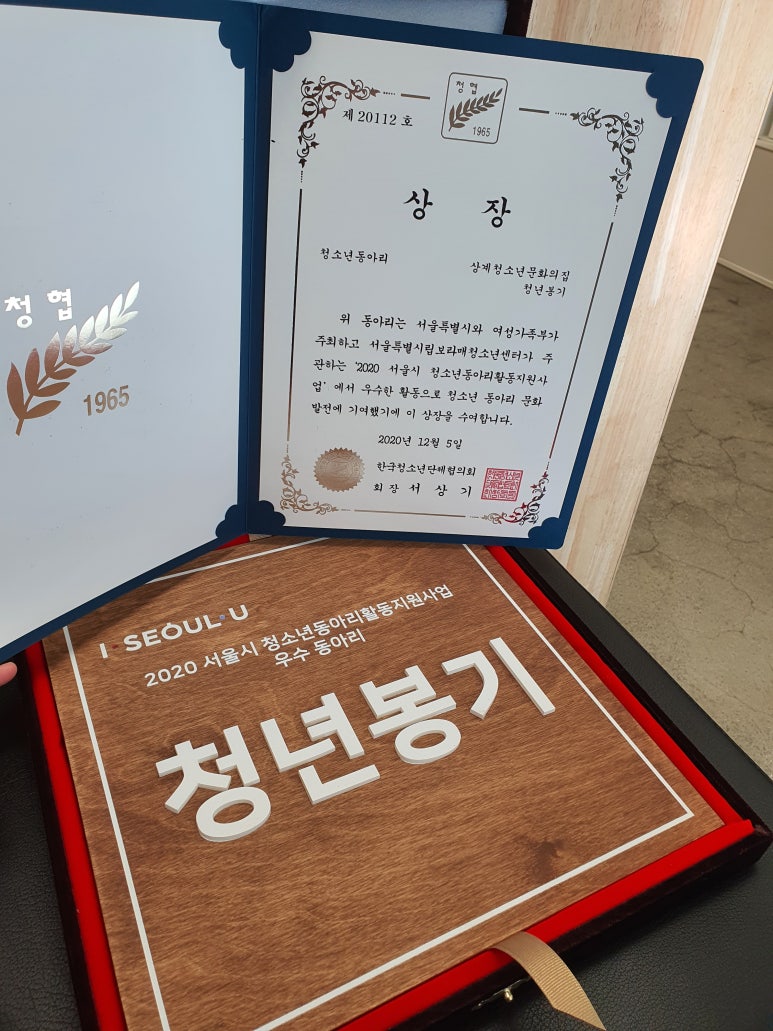 청협
1965
제 20112 호
청협
1965
상 장
청소년동아리
상계청소년문화의집
청년봉기
위 동아리는 서울특별시와 여성가족부가
주최하고 서울특별시립보라매청소년센터가 주
관하는 '2020 서울시 청소년동아리활동지원사
업' 에서 우수한 활동으로 청소년 동아리 문화
발전에 기여했기에 이 상장을 수여합니다.
2020년 12월 5일
한국청소년단체협의회
회장 서 상 기
I·SEOUL·U
2020 서울시 청소년동아리활동지원사업
우수 동아리
청년봉기